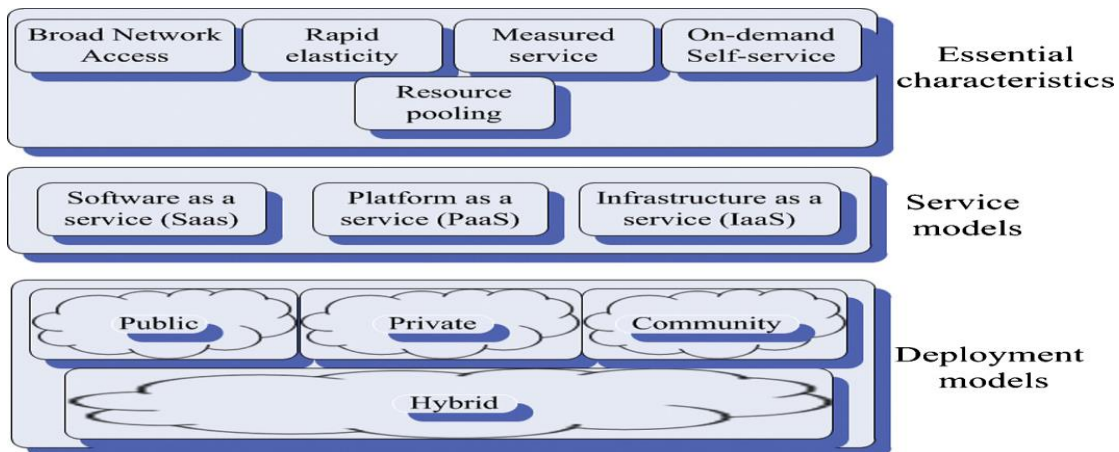 Broad Network
Access
Rapid
elasticity
Measured
service
On-demand
Self-service
Resource
pooling
Essential
characteristics
Software as a
service (Saas)
Platform as a
service (PaaS)
Infrastructure as a
service (IaaS)
Service
models
Public
Private
Community
Hybrid
Deployment
models